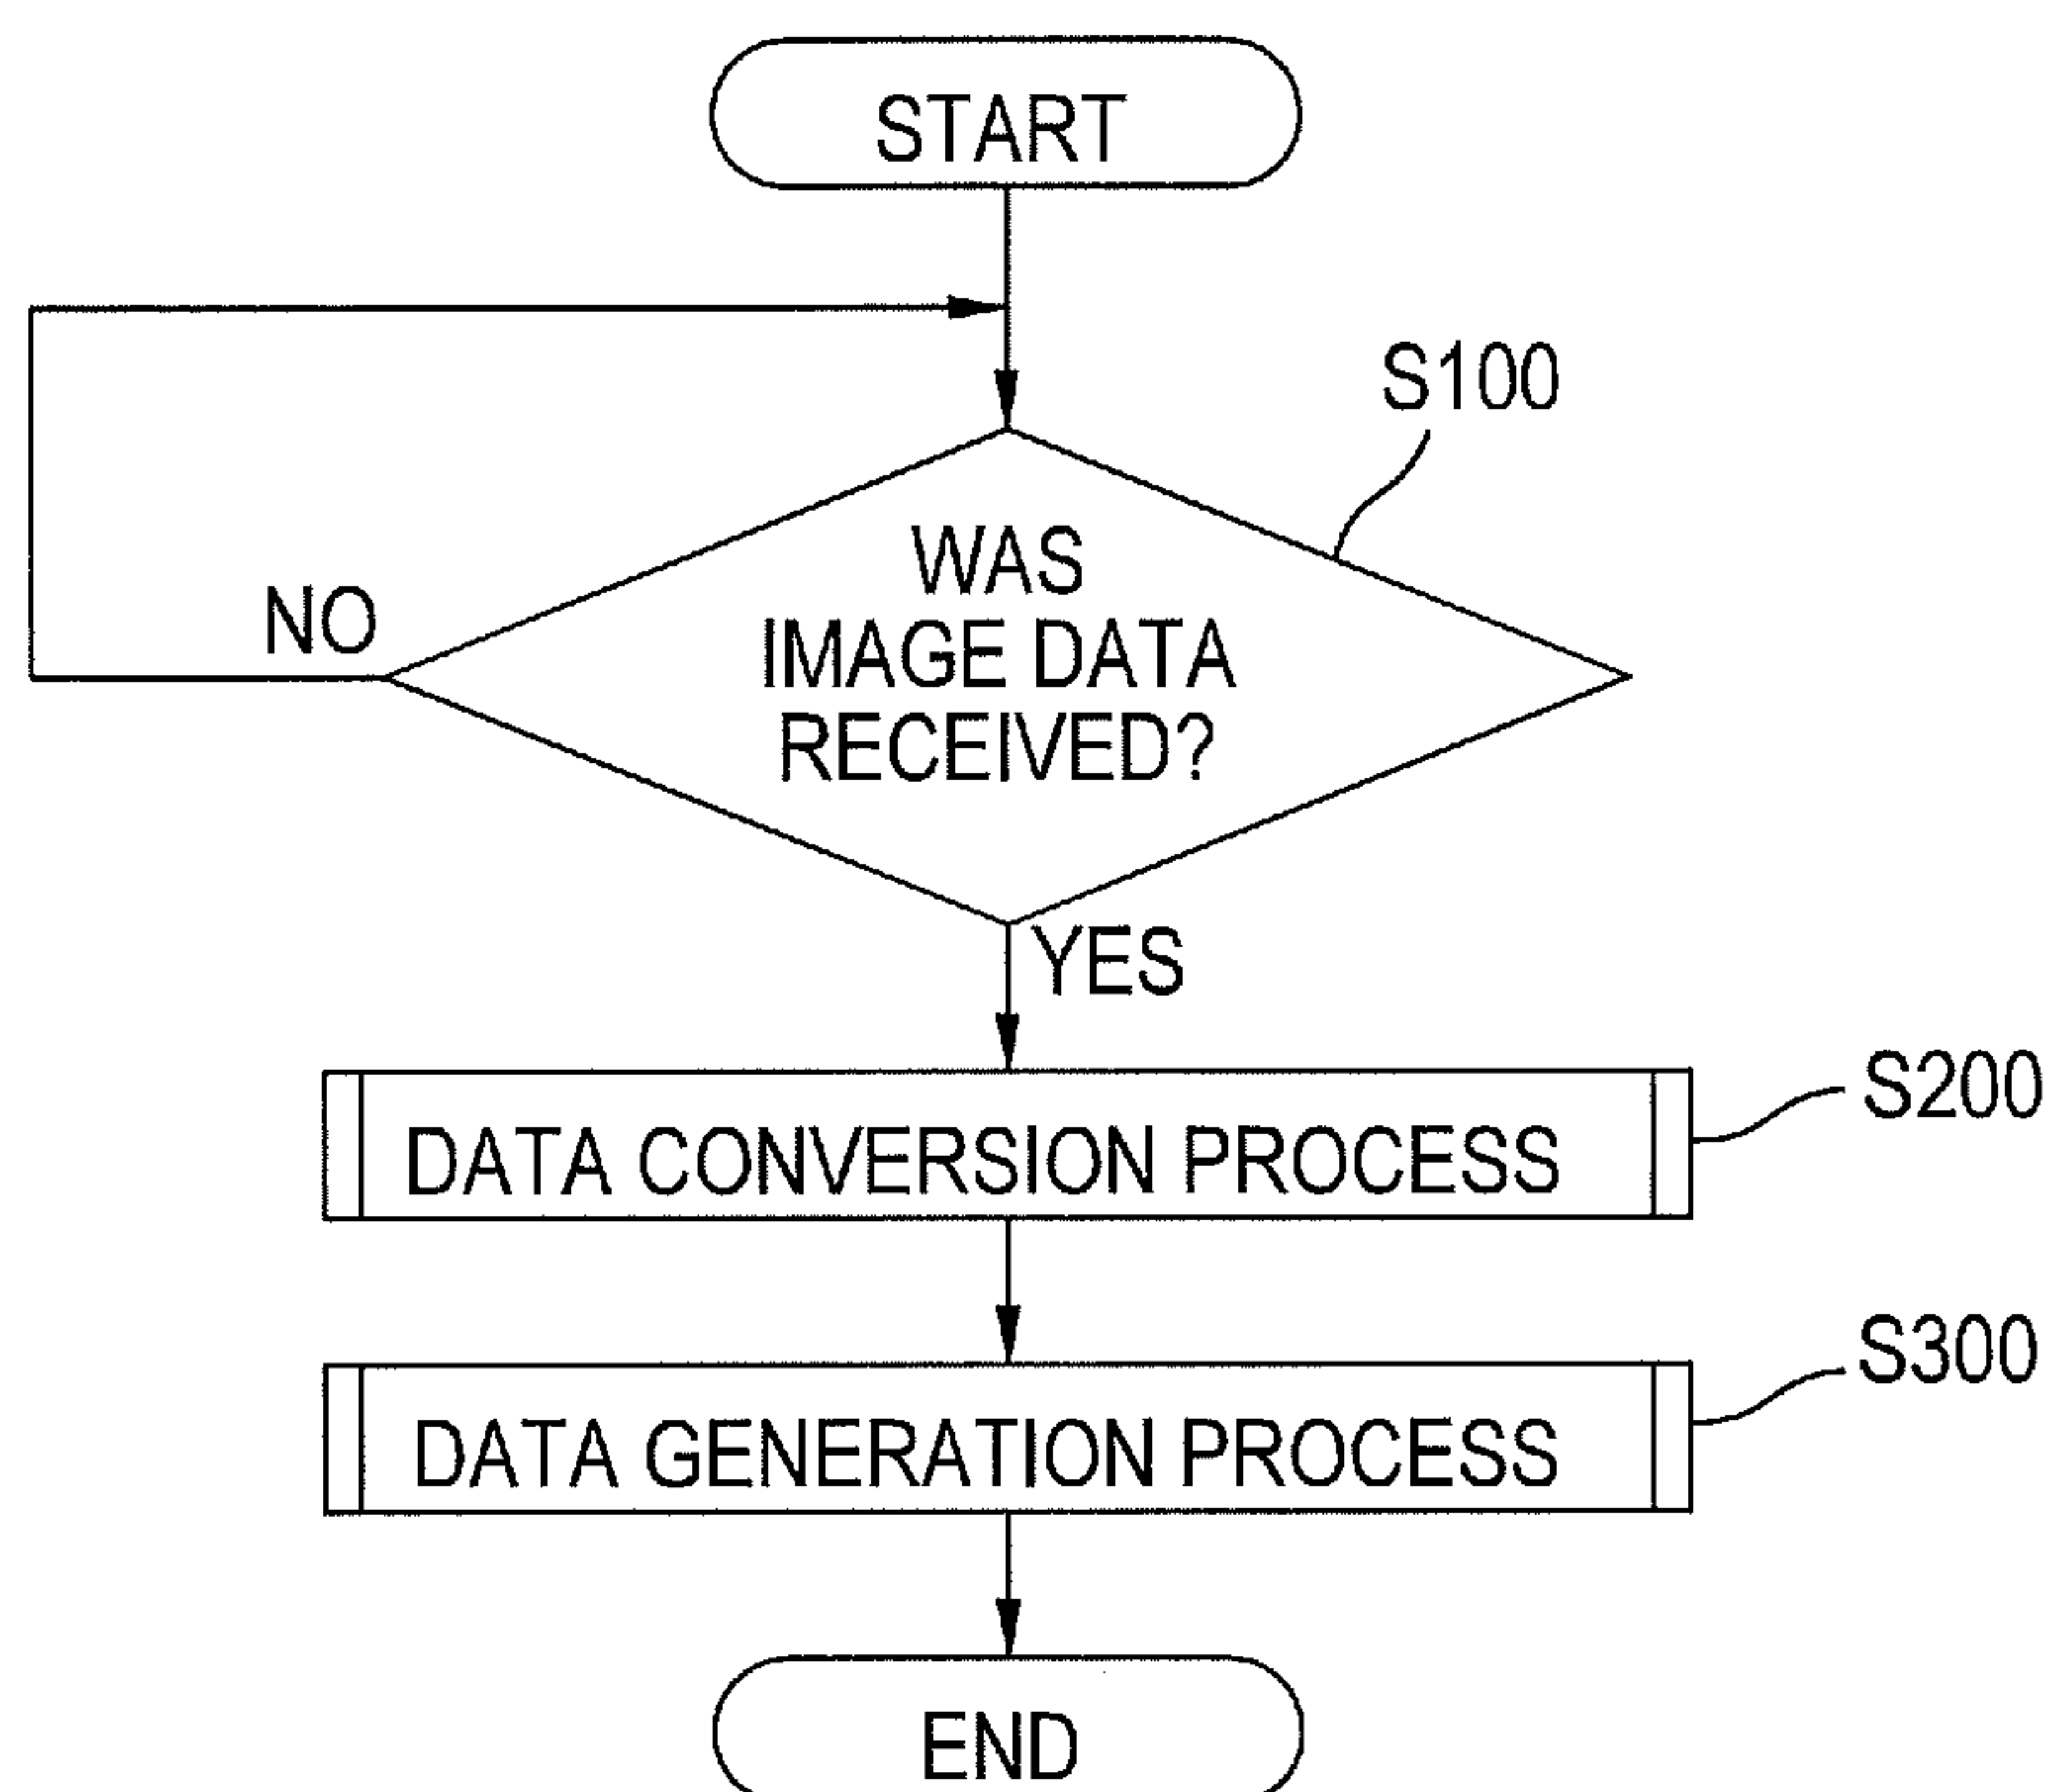 START
S100
WAS
IMAGE DATA
RECEIVED?
NO
YES
DATA CONVERSION PROCESS
S200
DATA GENERATION PROCESS
S300
END